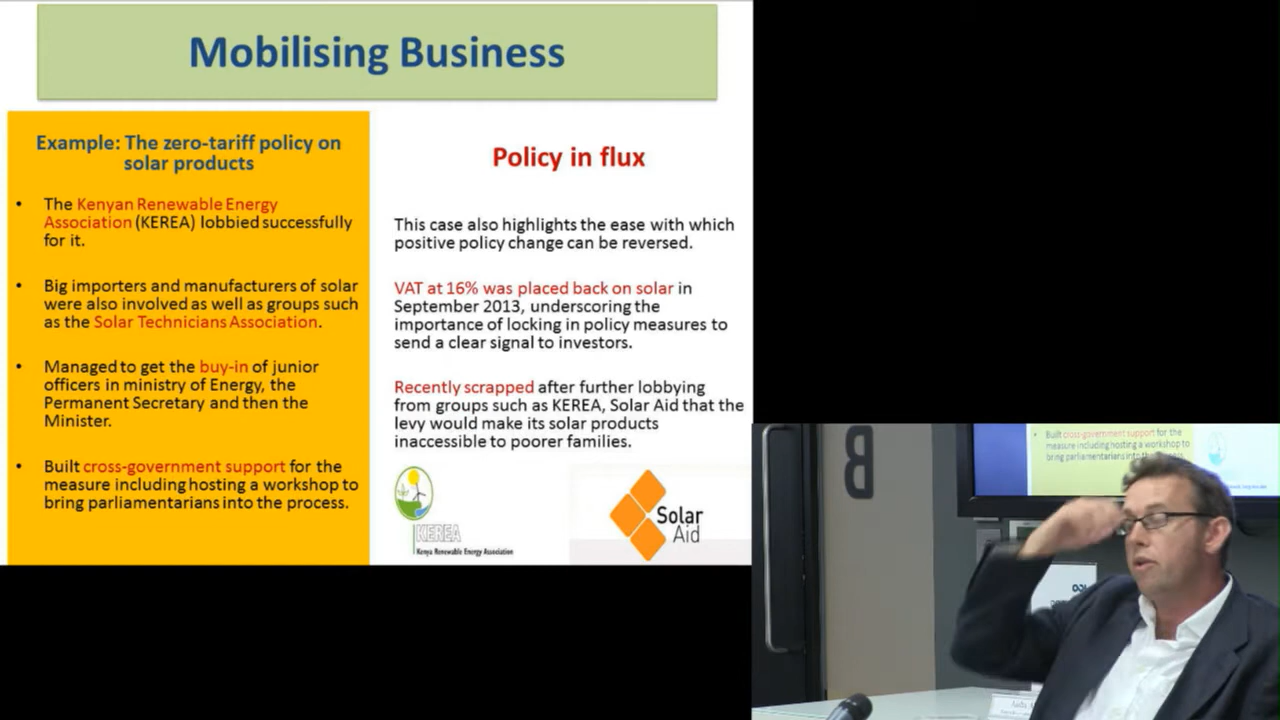 Mobilising Business
Example: The zero-tariff policy on
solar products
• The Kenyan Renewable Energy
Association (KEREA) lobbied successfully
for it.
• Big importers and manufacturers of solar
were also involved as well as groups such
as the Solar Technicians Association.
• Managed to get the buy-in of junior
officers in ministry of Energy, the
Permanent Secretary and then the
Minister.
• Built cross-government support for the
measure including hosting a workshop to
bring parliamentarians into the process.
Policy in flux
This case also highlights the ease with which
positive policy change can be reversed.
VAT at 16% was placed back on solar in
September 2013, underscoring the
importance of locking in policy measures to
send a clear signal to investors.
Recently scrapped after further lobbying
from groups such as KEREA, Solar Aid that the
levy would make its solar products
inaccessible to poorer families.
KEREA
Kenya Renewable Energy Association
Solar
Aid
B
• Built cross-government support for the
measure including hosting a workshop to
bring parliamentarians into